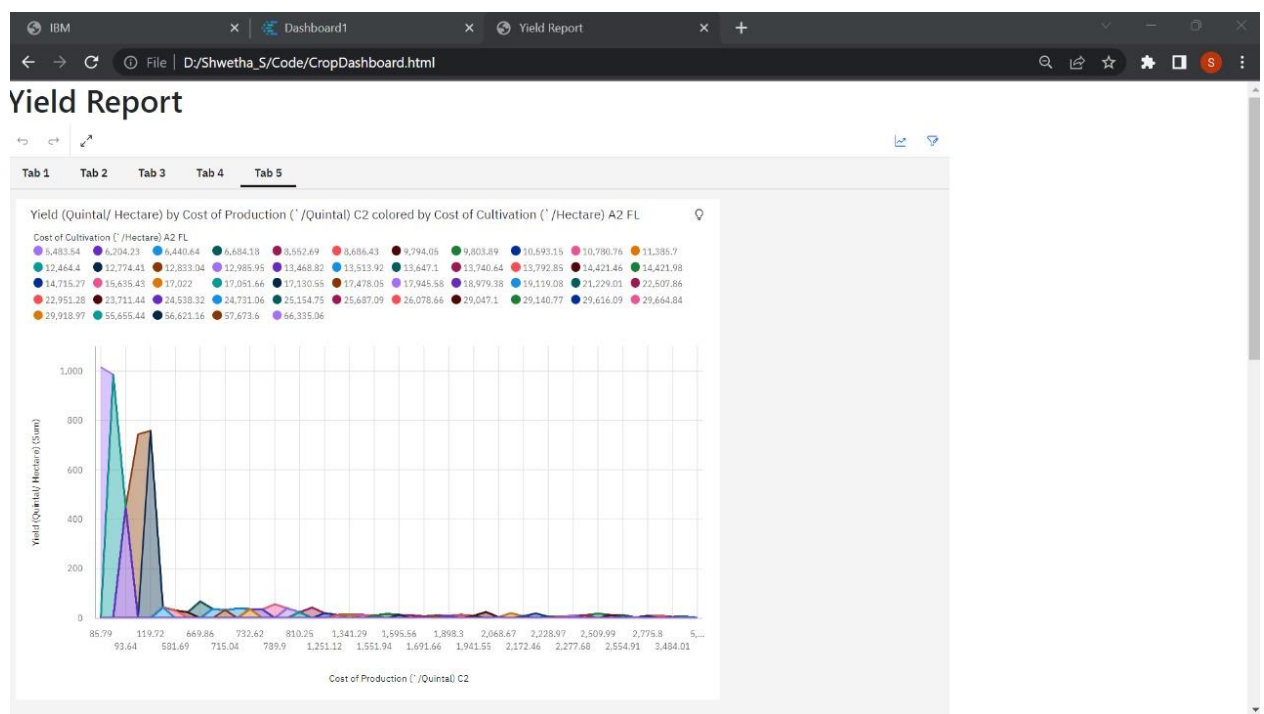 IBM
Dashboard1
Yield Report
File | D:/Shwetha_S/Code/CropDashboard.html
S
Yield Report
Tab 1 Tab 2 Tab 3 Tab 4 Tab 5
Yield (Quintal/ Hectare) by Cost of Production (`/Quintal) C2 colored by Cost of Cultivation (`/Hectare) A2 FL
Cost of Cultivation (`/Hectare) A2 FL
5,483.54 6,204.23 6,440.64 6,684.18 8,552.69 8,686.43 9,794.05 9,803.89 10,593.15 10,780.76 11,385.7
12,464.4 12,774.41 12,833.04 12,985.95 13,468.82 13,513.92 13,647.1 13,740.64 13,792.85 14,421.46 14,421.98
14,715.27 15,635.43 17,022 17,051.66 17,130.55 17,478.05 17,945.58 18,979.38 19,119.08 21,229.01 22,507.86
22,951.28 23,711.44 24,538.32 24,731.06 25,154.75 25,687.09 26,078.66 29,047.1 29,140.77 29,616.09 29,664.84
29,918.97 55,655.44 56,621.16 57,673.6 66,335.06
1,000
800
600
400
200
0
Yield (Quintal/ Hectare) (Sum)
85.79 119.72 669.86 732.62 810.25 1,341.29 1,595.56 1,898.3 2,068.67 2,228.97 2,509.99 2,775.8 5,...
93.64 581.69 715.04 789.9 1,251.12 1,551.94 1,691.66 1,941.55 2,172.46 2,277.68 2,554.91 3,484.01
Cost of Production (`/Quintal) C2